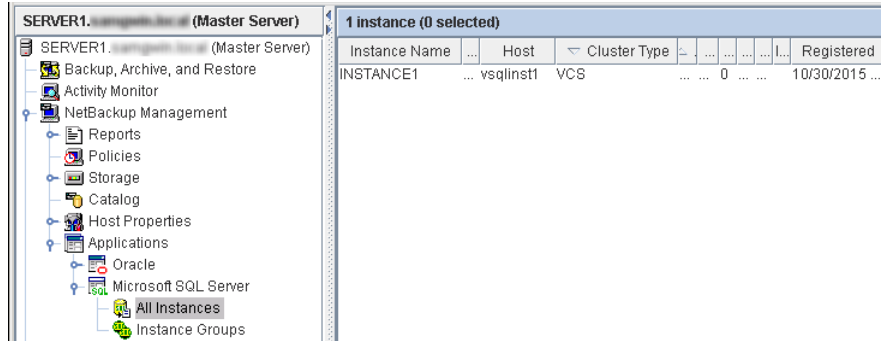 SERVER1. (Master Server)
SERVER1. (Master Server)
Backup, Archive, and Restore
Activity Monitor
NetBackup Management
Reports
Policies
Storage
Catalog
Host Properties
Applications
Oracle
Microsoft SQL Server
All Instances
Instance Groups
1 instance (0 selected)
Instance Name ... Host Cluster Type ... ... ... ... I... Registered
INSTANCE1 ... vsqlinst1 VCS ... ... 0 ... ... 10/30/2015 ...